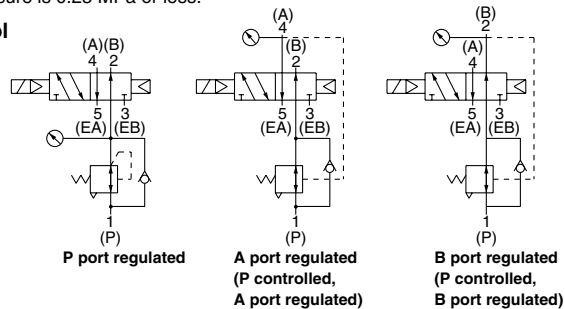 sure is 0.25 MPa or less.
ol
(A)(B)
4 2
5 3
(EA) (EB)
1
(P)
P port regulated
(A)
4
(B)
2
5 3
(EA) (EB)
1
(P)
A port regulated
(P controlled,
A port regulated)
(B)
2
(A)
4
5 3
(EA) (EB)
1
(P)
B port regulated
(P controlled,
B port regulated)